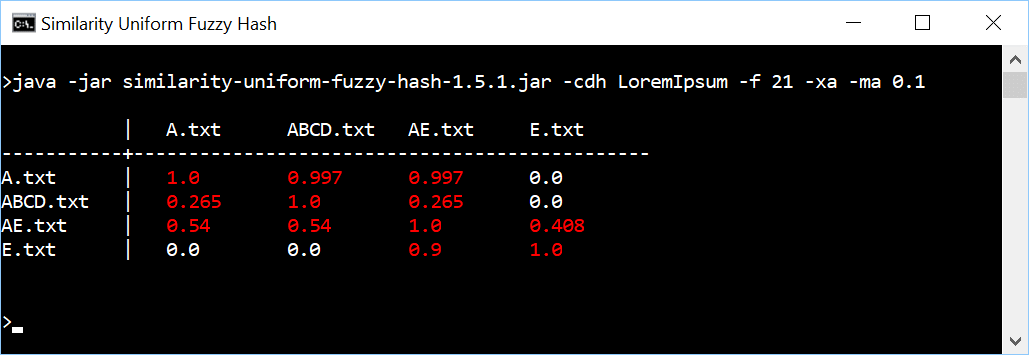 Similarity Uniform Fuzzy Hash
>java -jar similarity-uniform-fuzzy-hash-1.5.1.jar -cdh LoremIpsum -f 21 -xa -ma 0.1
           |   A.txt      ABCD.txt   AE.txt     E.txt
-----------+-----------------------------------------------
A.txt      |   1.0        0.997      0.997      0.0
ABCD.txt   |   0.265      1.0        0.265      0.0
AE.txt     |   0.54       0.54       1.0        0.408
E.txt      |   0.0        0.0        0.9        1.0
>_